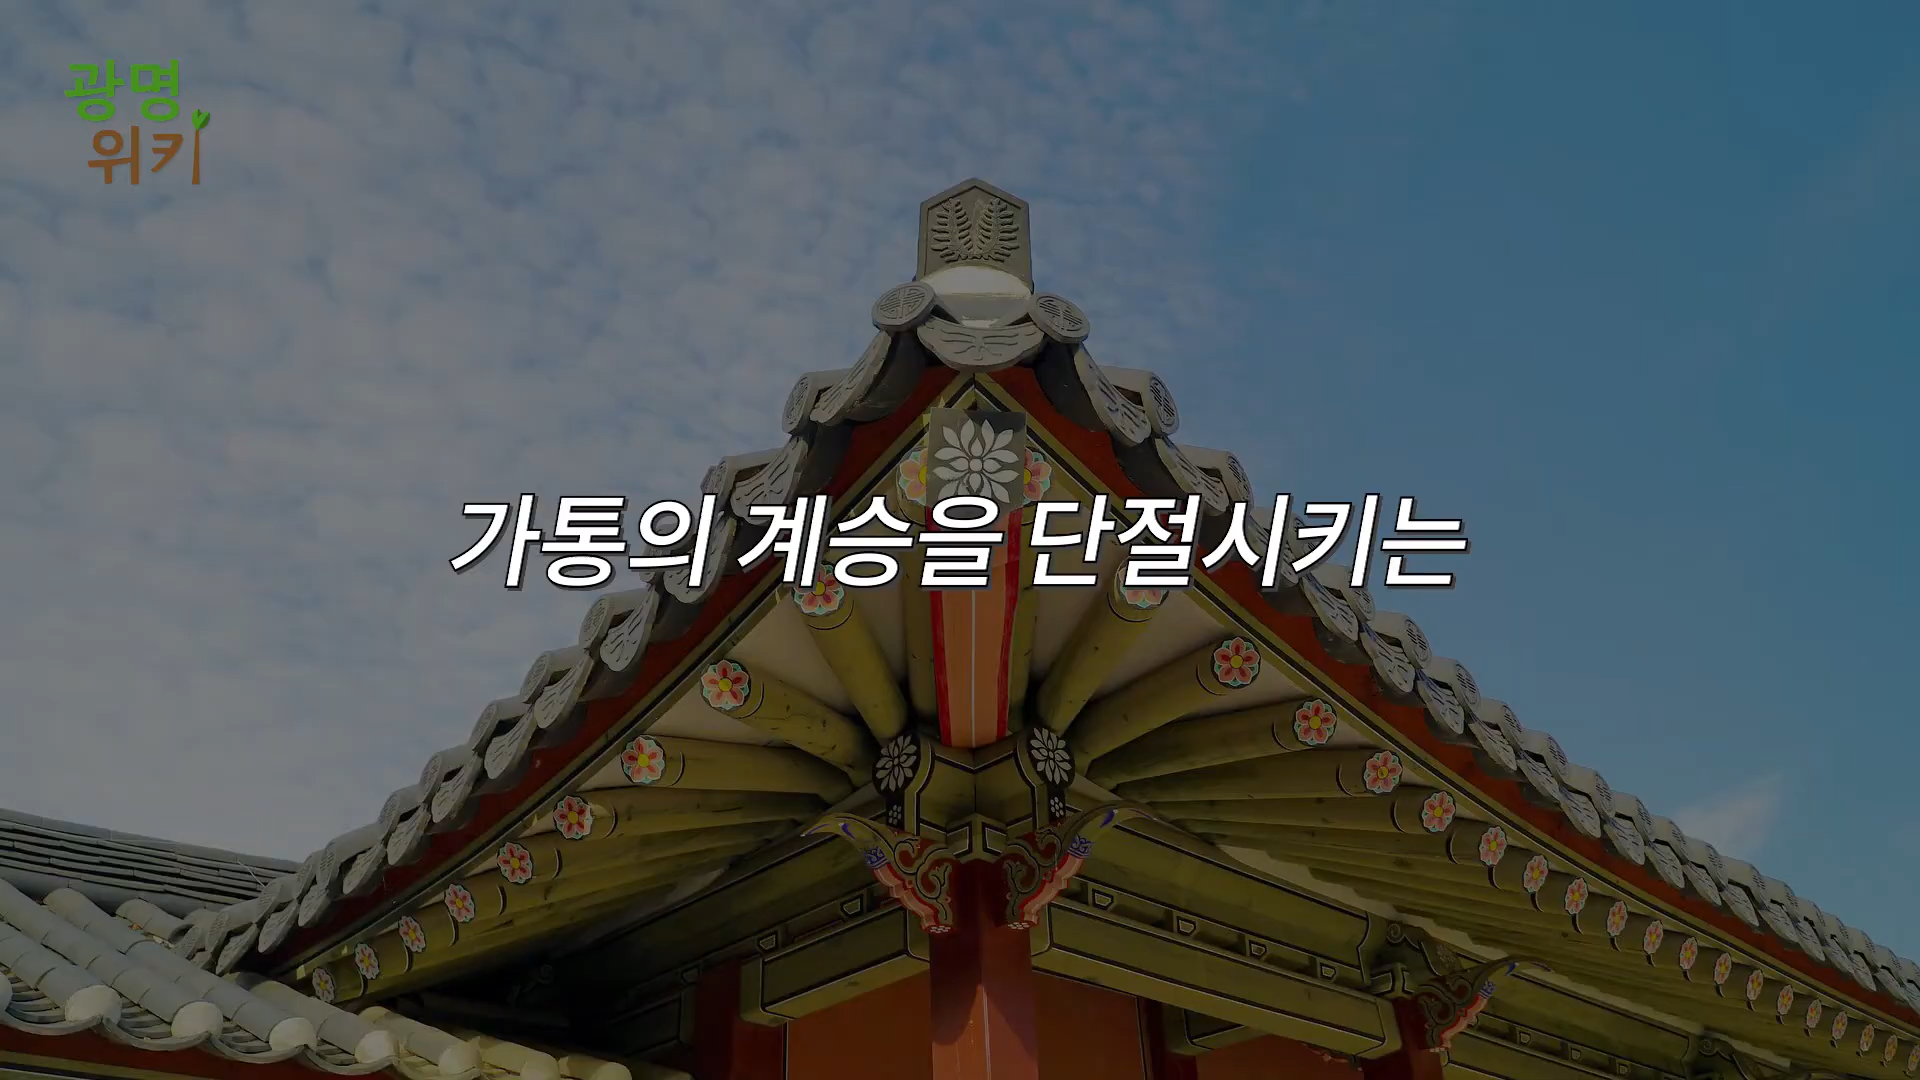 광명
위키
가통의 계승을 단절시키는